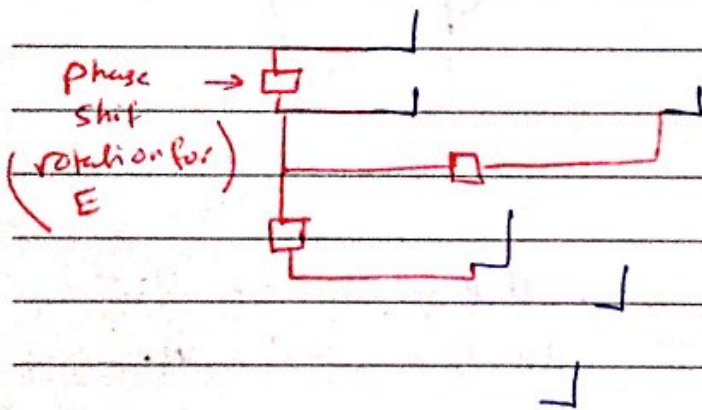 phase →
shift
(rotation for)
E